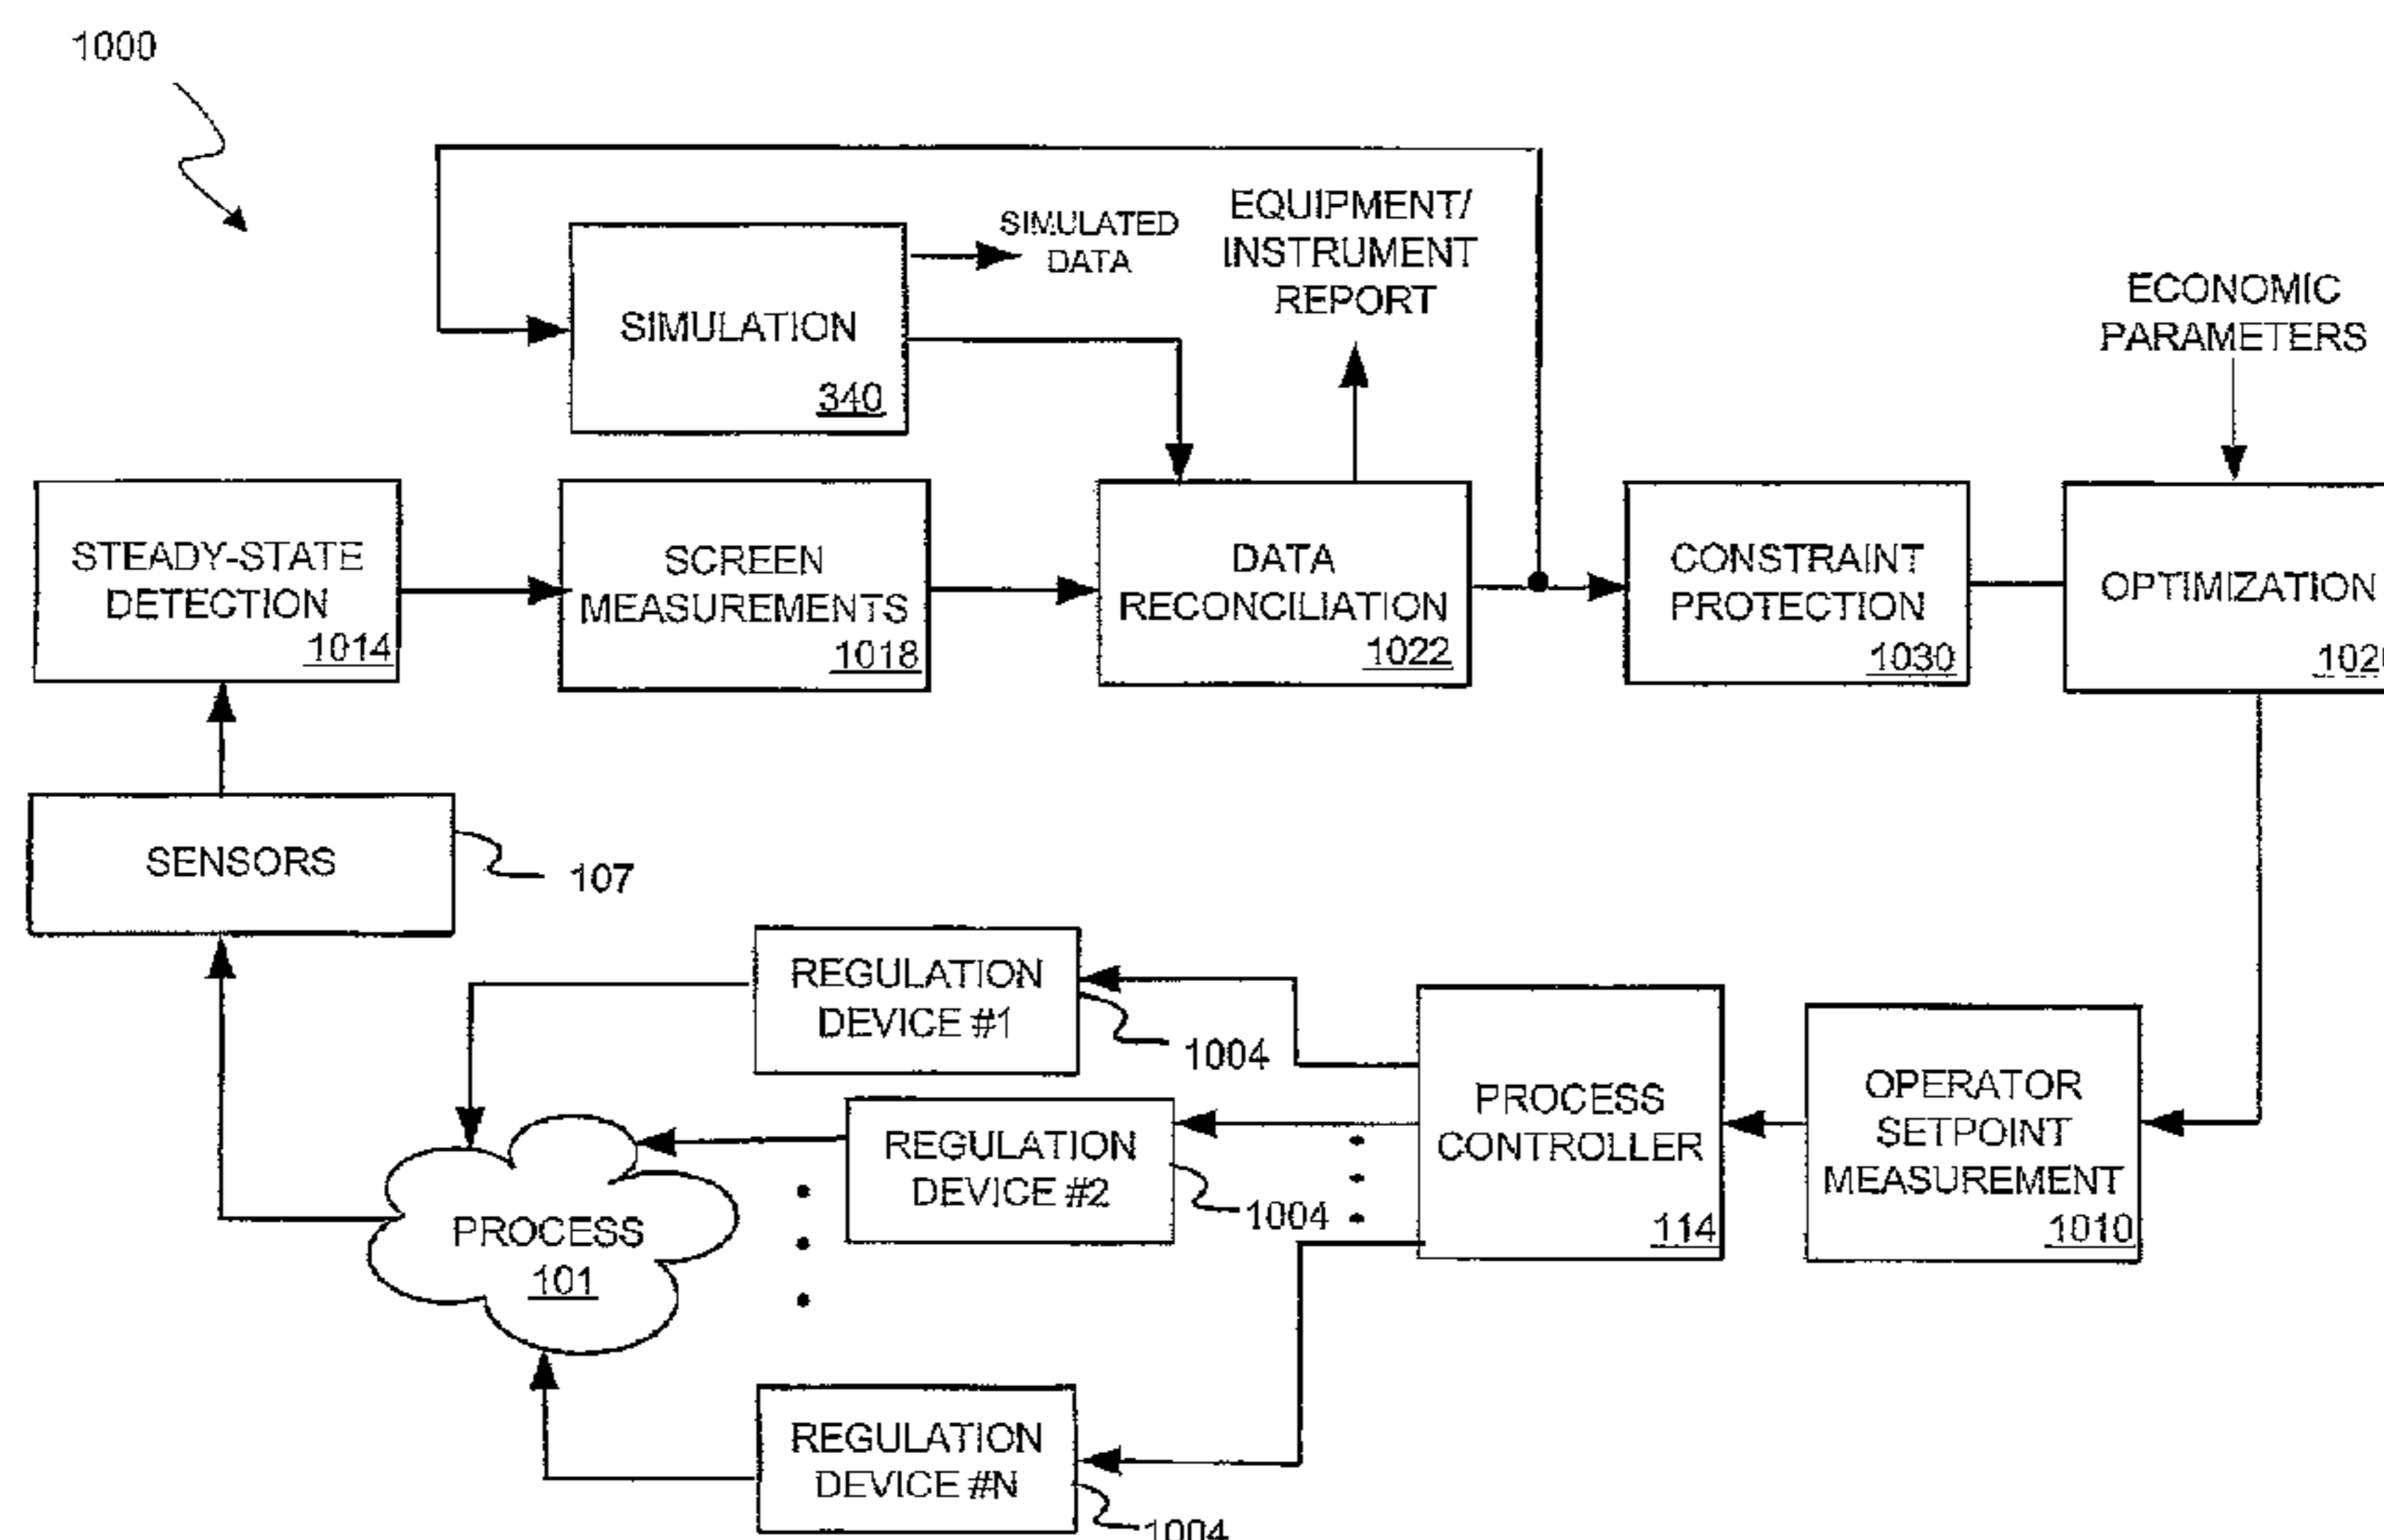 1000
SIMULATED
DATA
EQUIPMENT/
INSTRUMENT
REPORT
ECONOMIC
PARAMETERS
SIMULATION
340
STEADY-STATE
DETECTION
1014
SCREEN
MEASUREMENTS
1018
DATA
RECONCILIATION
1022
CONSTRAINT
PROTECTION
1030
OPTIMIZATION
SENSORS
107
REGULATION
DEVICE #1
1004
REGULATION
DEVICE #2
1004
PROCESS
CONTROLLER
114
OPERATOR
SETPOINT
MEASUREMENT
1010
PROCESS
101
REGULATION
DEVICE #N
1004